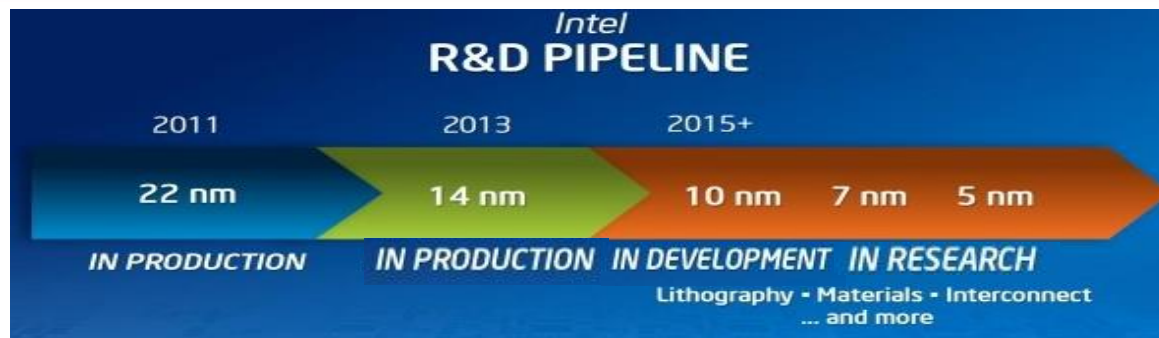 Intel
R&D PIPELINE
2011 2013 2015+
22 nm 14 nm 10 nm 7 nm 5 nm
IN PRODUCTION IN PRODUCTION IN DEVELOPMENT IN RESEARCH
Lithography - Materials - Interconnect
... and more